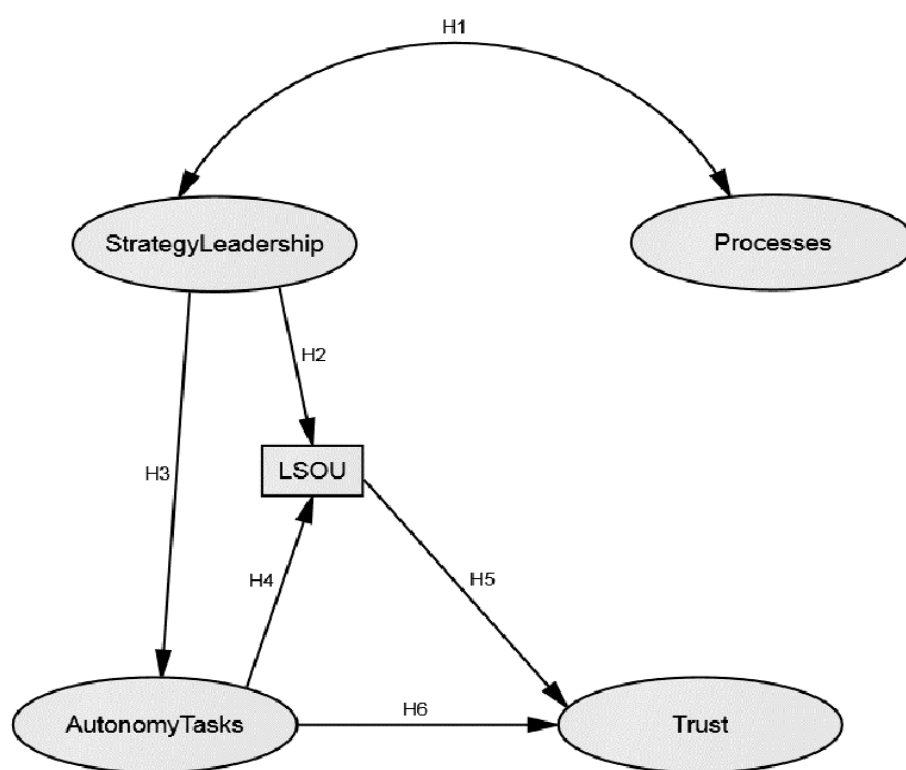 H1
StrategyLeadership
Processes
H2
LSOU
H3
H4
H5
AutonomyTasks
H6
Trust